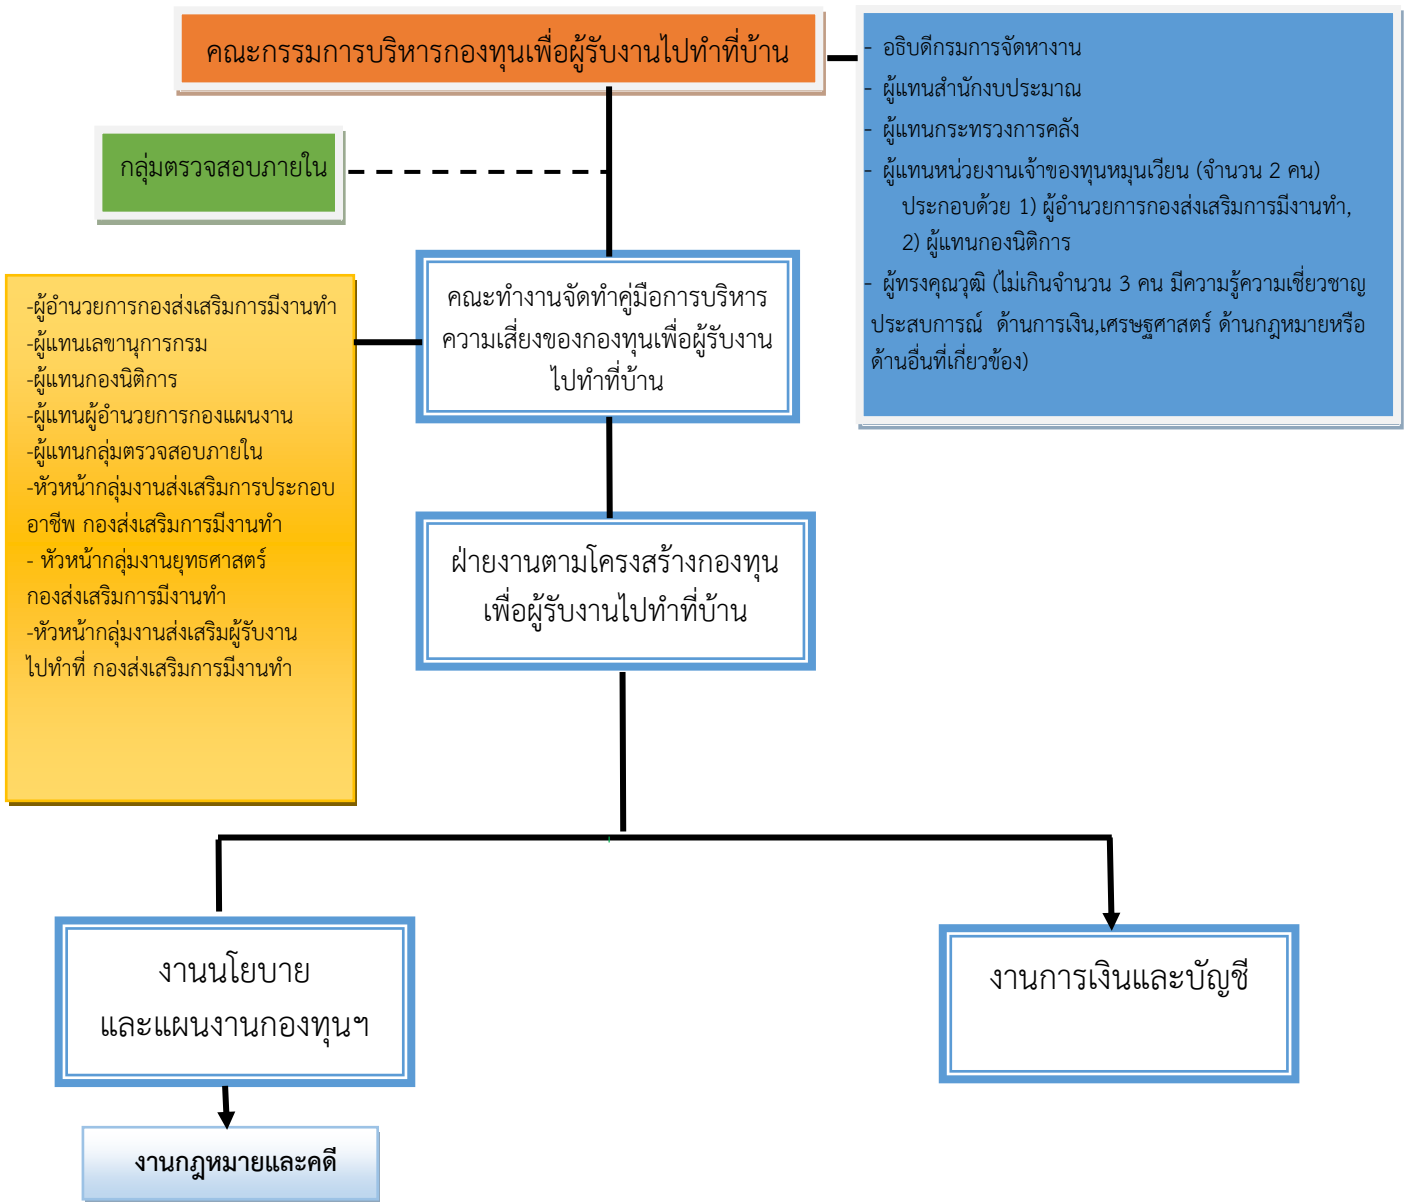 คณะกรรมการบริหารกองทุนเพื่อผู้รับงานไปทำที่บ้าน
- อธิบดีกรมการจัดหางาน
- ผู้แทนสำนักงบประมาณ
- ผู้แทนกระทรวงการคลัง
- ผู้แทนหน่วยงานเจ้าของทุนหมุนเวียน (จำนวน 2 คน)
ประกอบด้วย 1) ผู้อำนวยการกองส่งเสริมการมีงานทำ,
2) ผู้แทนกองนิติการ
- ผู้ทรงคุณวุฒิ (ไม่เกินจำนวน 3 คน มีความรู้ความเชี่ยวชาญ
ประสบการณ์ ด้านการเงิน,เศรษฐศาสตร์ ด้านกฎหมายหรือ
ด้านอื่นที่เกี่ยวข้อง)
กลุ่มตรวจสอบภายใน
คณะทำงานจัดทำคู่มือการบริหาร
ความเสี่ยงของกองทุนเพื่อผู้รับงาน
ไปทำที่บ้าน
-ผู้อำนวยการกองส่งเสริมการมีงานทำ
-ผู้แทนเลขานุการกรม
-ผู้แทนกองนิติการ
-ผู้แทนผู้อำนวยการกองแผนงาน
-ผู้แทนกลุ่มตรวจสอบภายใน
-หัวหน้ากลุ่มงานส่งเสริมการประกอบ
อาชีพ กองส่งเสริมการมีงานทำ
- หัวหน้ากลุ่มงานยุทธศาสตร์
กองส่งเสริมการมีงานทำ
-หัวหน้ากลุ่มงานส่งเสริมผู้รับงาน
ไปทำที่ กองส่งเสริมการมีงานทำ
ฝ่ายงานตามโครงสร้างกองทุน
เพื่อผู้รับงานไปทำที่บ้าน
งานนโยบาย
และแผนงานกองทุนฯ
งานการเงินและบัญชี
งานกฎหมายและคดี